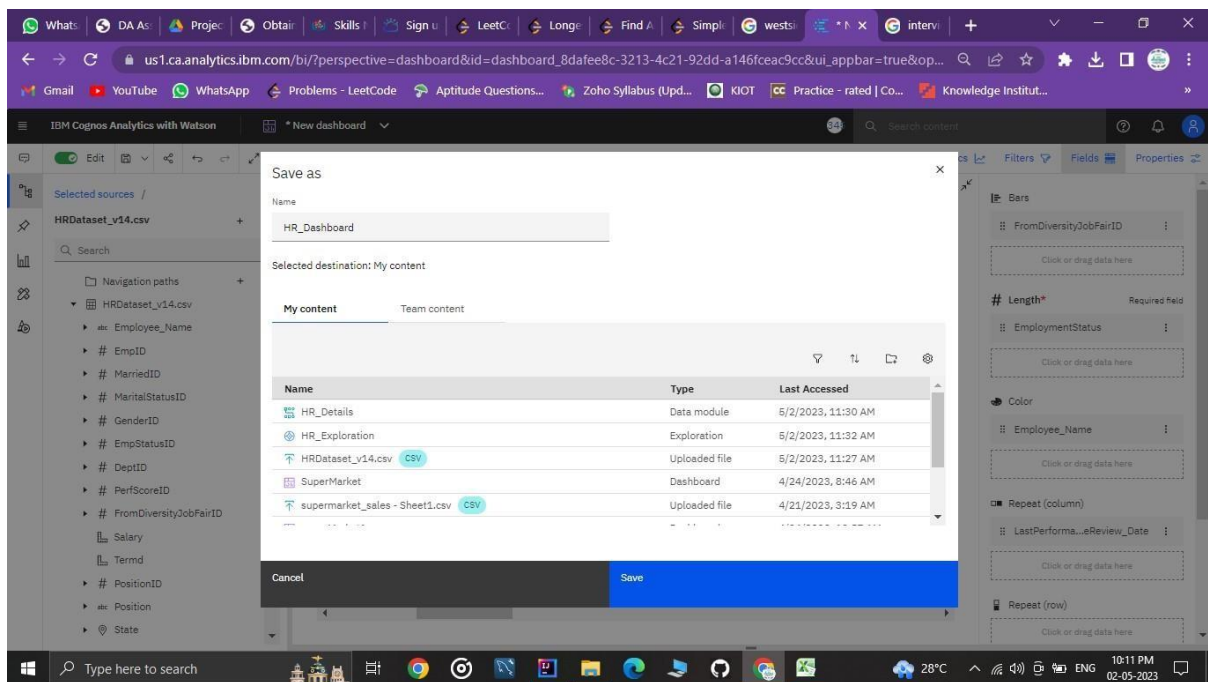 Whats DA As: Projec Obtair Skills Sign u LeetCo Longe Find A Simple westsi * N X intervi +
us1.ca.analytics.ibm.com/bi/?perspective=dashboard&id=dashboard_8dafee8c-3213-4c21-92dd-a146fceac9cc&ui_appbar=true&op...
Gmail YouTube WhatsApp Problems - LeetCode Aptitude Questions... Zoho Syllabus (Upd... KIOT CC Practice - rated | Co... Knowledge Institut... »
IBM Cognos Analytics with Watson * New dashboard 34 Search content
Edit cs Filters Fields Properties
Selected sources /
HRDataset_v14.csv +
Search
Navigation paths +
HRDataset_v14.csv
abc Employee_Name
# EmpID
# MarriedID
# MaritalStatusID
# GenderID
# EmpStatusID
# DeptID
# PerfScoreID
# FromDiversityJobFairID
Salary
Termd
# PositionID
abc Position
State
Save as
Name
HR_Dashboard
Selected destination: My content
My content Team content
Name Type Last Accessed
HR_Details Data module 5/2/2023, 11:30 AM
HR_Exploration Exploration 5/2/2023, 11:32 AM
HRDataset_v14.csv CSV Uploaded file 5/2/2023, 11:27 AM
SuperMarket Dashboard 4/24/2023, 8:46 AM
supermarket_sales - Sheet1.csv CSV Uploaded file 4/21/2023, 3:19 AM
Cancel Save
Bars
FromDiversityJobFairID
Click or drag data here
# Length* Required field
EmploymentStatus
Click or drag data here
Color
Employee_Name
Click or drag data here
Repeat (column)
LastPerforma...eReview_Date
Click or drag data here
Repeat (row)
Click or drag data here
Type here to search 28°C ENG 10:11 PM
02-05-2023